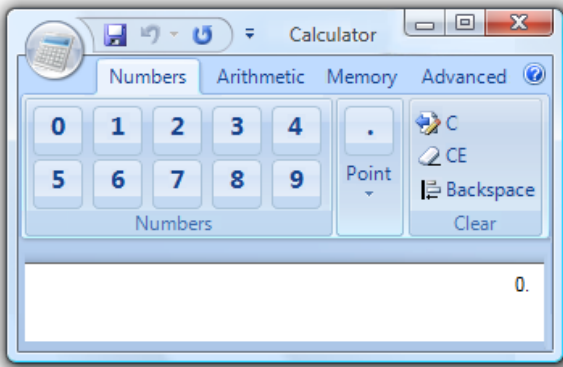 Calculator
Numbers Arithmetic Memory Advanced
0 1 2 3 4 . C
CE
5 6 7 8 9 Point Backspace
Numbers Clear
0.